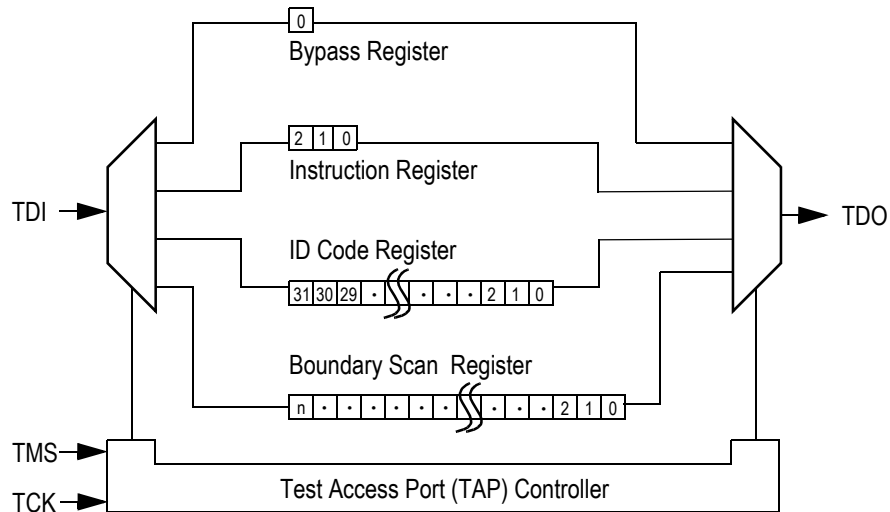 0
Bypass Register
2 1 0
Instruction Register
TDI
TDO
ID Code Register
31 30 29 · · · · 2 1 0
Boundary Scan Register
n · · · · · · · · · 2 1 0
TMS
Test Access Port (TAP) Controller
TCK